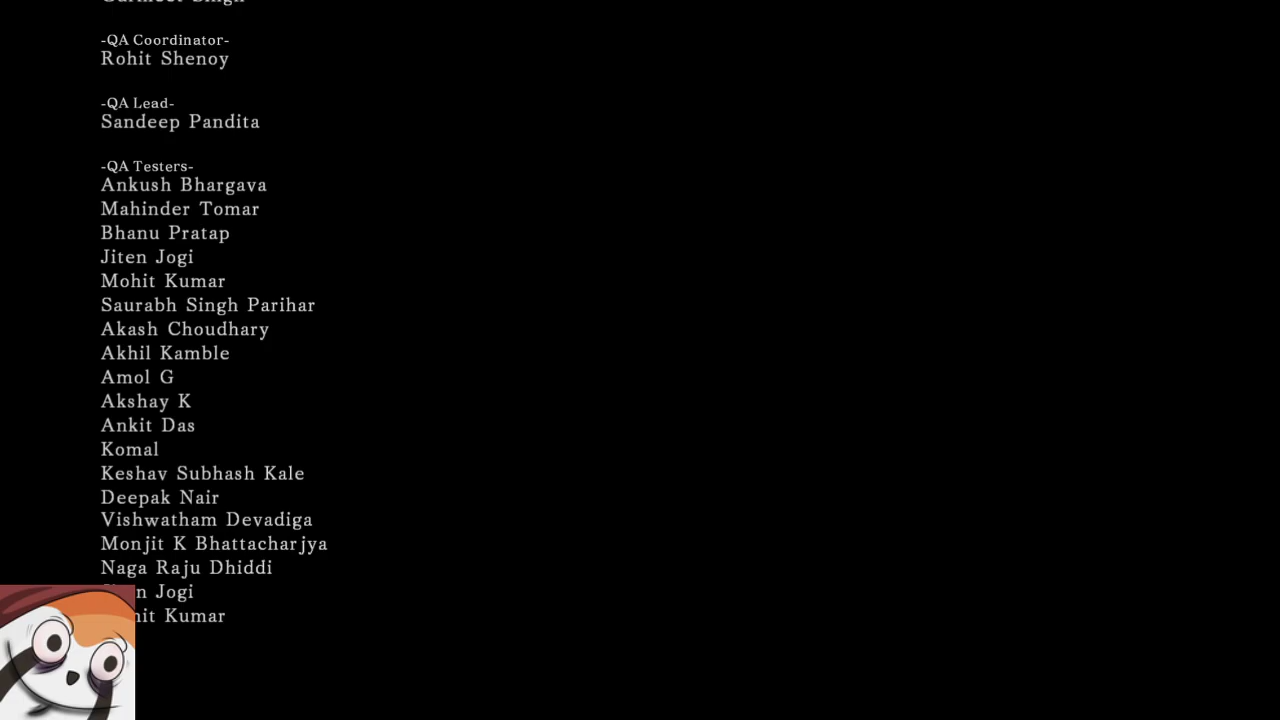 -QA Coordinator-
Rohit Shenoy
-QA Lead-
Sandeep Pandita
-QA Testers-
Ankush Bhargava
Mahinder Tomar
Bhanu Pratap
Jiten Jogi
Mohit Kumar
Saurabh Singh Parihar
Akash Choudhary
Akhil Kamble
Amol G
Akshay K
Ankit Das
Komal
Keshav Subhash Kale
Deepak Nair
Vishwatham Devadiga
Monjit K Bhattacharjya
Naga Raju Dhiddi
Jogi
Kumar